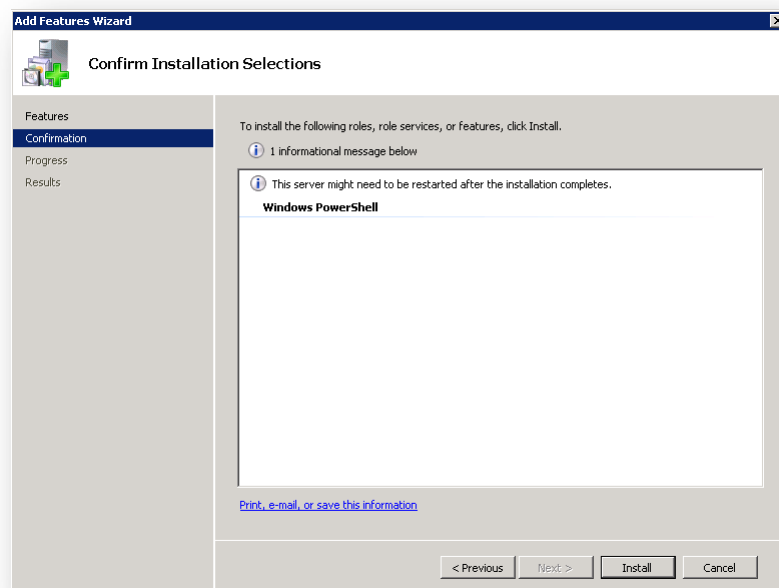 Add Features Wizard
Confirm Installation Selections
Features
Confirmation
Progress
Results
To install the following roles, role services, or features, click Install.
1 informational message below
This server might need to be restarted after the installation completes.
Windows PowerShell
Print, e-mail, or save this information
< Previous
Next >
Install
Cancel